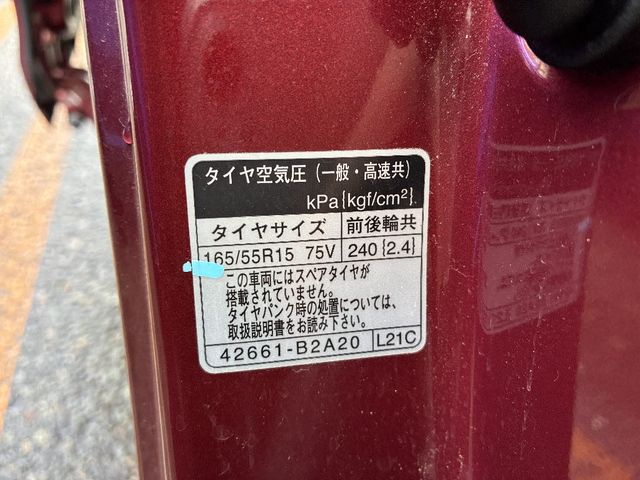 タイヤ空気圧（一般・高速共）
kPa{kgf/cm²}
タイヤサイズ 前後輪共
165/55R15 75V 240{2.4}
この車両にはスペアタイヤが
搭載されていません。
タイヤパンク時の処置については、
取扱説明書をお読み下さい。
42661-B2A20 L21C